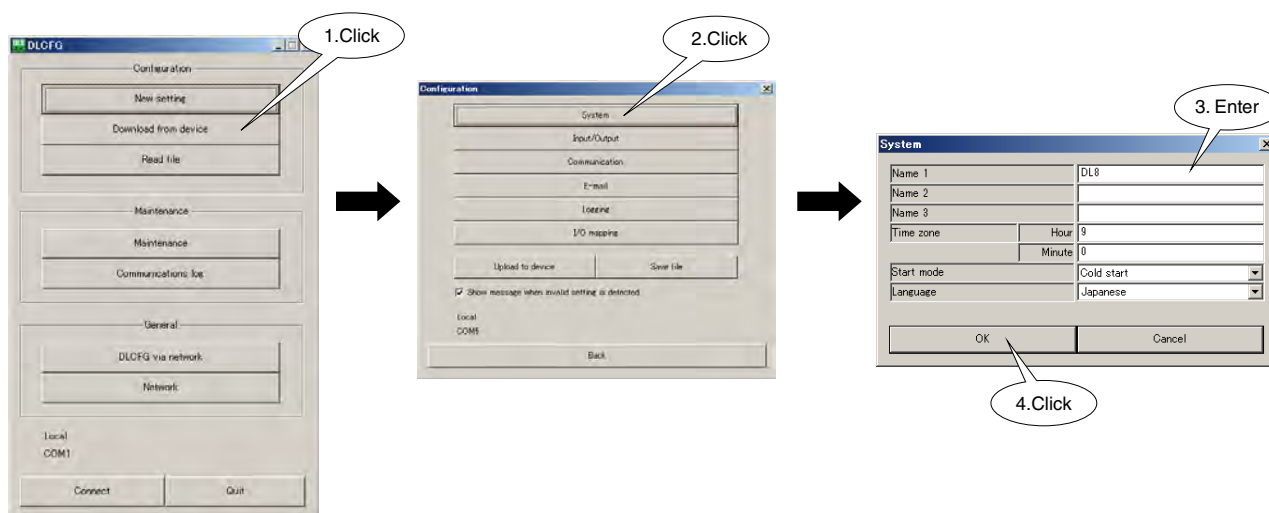 1.Click
DLCFG
Configuration
New setting
Download from device
Read file
Maintenance
Maintenance
Communications log
General
DLCFG via network
Network
Local
COM1
Connect
Quit
2.Click
Configuration
System
Input/Output
Communication
E-mail
Logging
I/O mapping
Upload to device
Save file
Show message when invalid setting is detected
Local
COM5
Back
3. Enter
System
Name 1 DL8
Name 2
Name 3
Time zone Hour 9
Minute 0
Start mode Cold start
Language Japanese
OK Cancel
4.Click